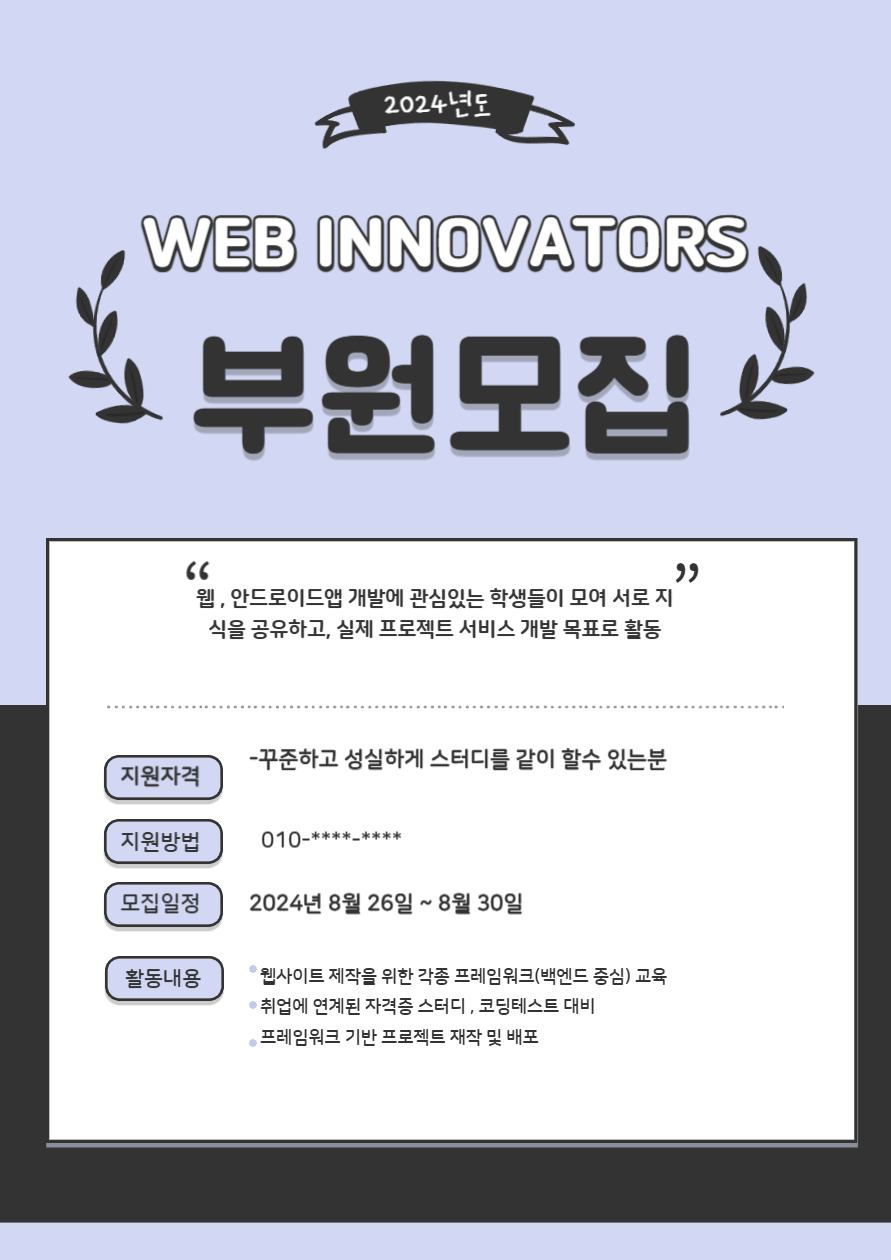 2024년도
WEB INNOVATORS
부원모집
“ ”
웹 , 안드로이드앱 개발에 관심있는 학생들이 모여 서로 지
식을 공유하고, 실제 프로젝트 서비스 개발 목표로 활동
지원자격 -꾸준하고 성실하게 스터디를 같이 할수 있는분
지원방법 010-****-****
모집일정 2024년 8월 26일 ~ 8월 30일
활동내용 • 웹사이트 제작을 위한 각종 프레임워크(백엔드 중심) 교육
• 취업에 연계된 자격증 스터디 , 코딩테스트 대비
• 프레임워크 기반 프로젝트 재작 및 배포